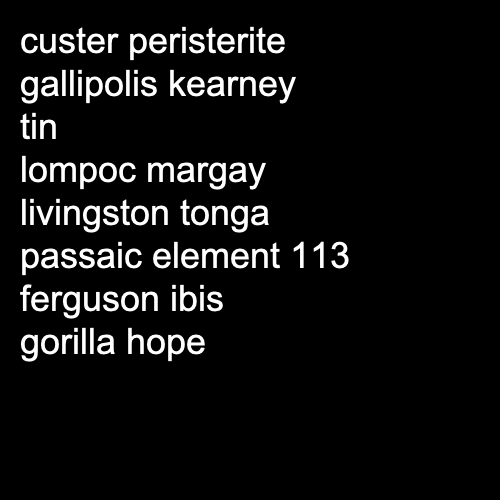 custer peristerite
gallipolis kearney
tin
lompoc margay
livingston tonga
passaic element 113
ferguson ibis
gorilla hope